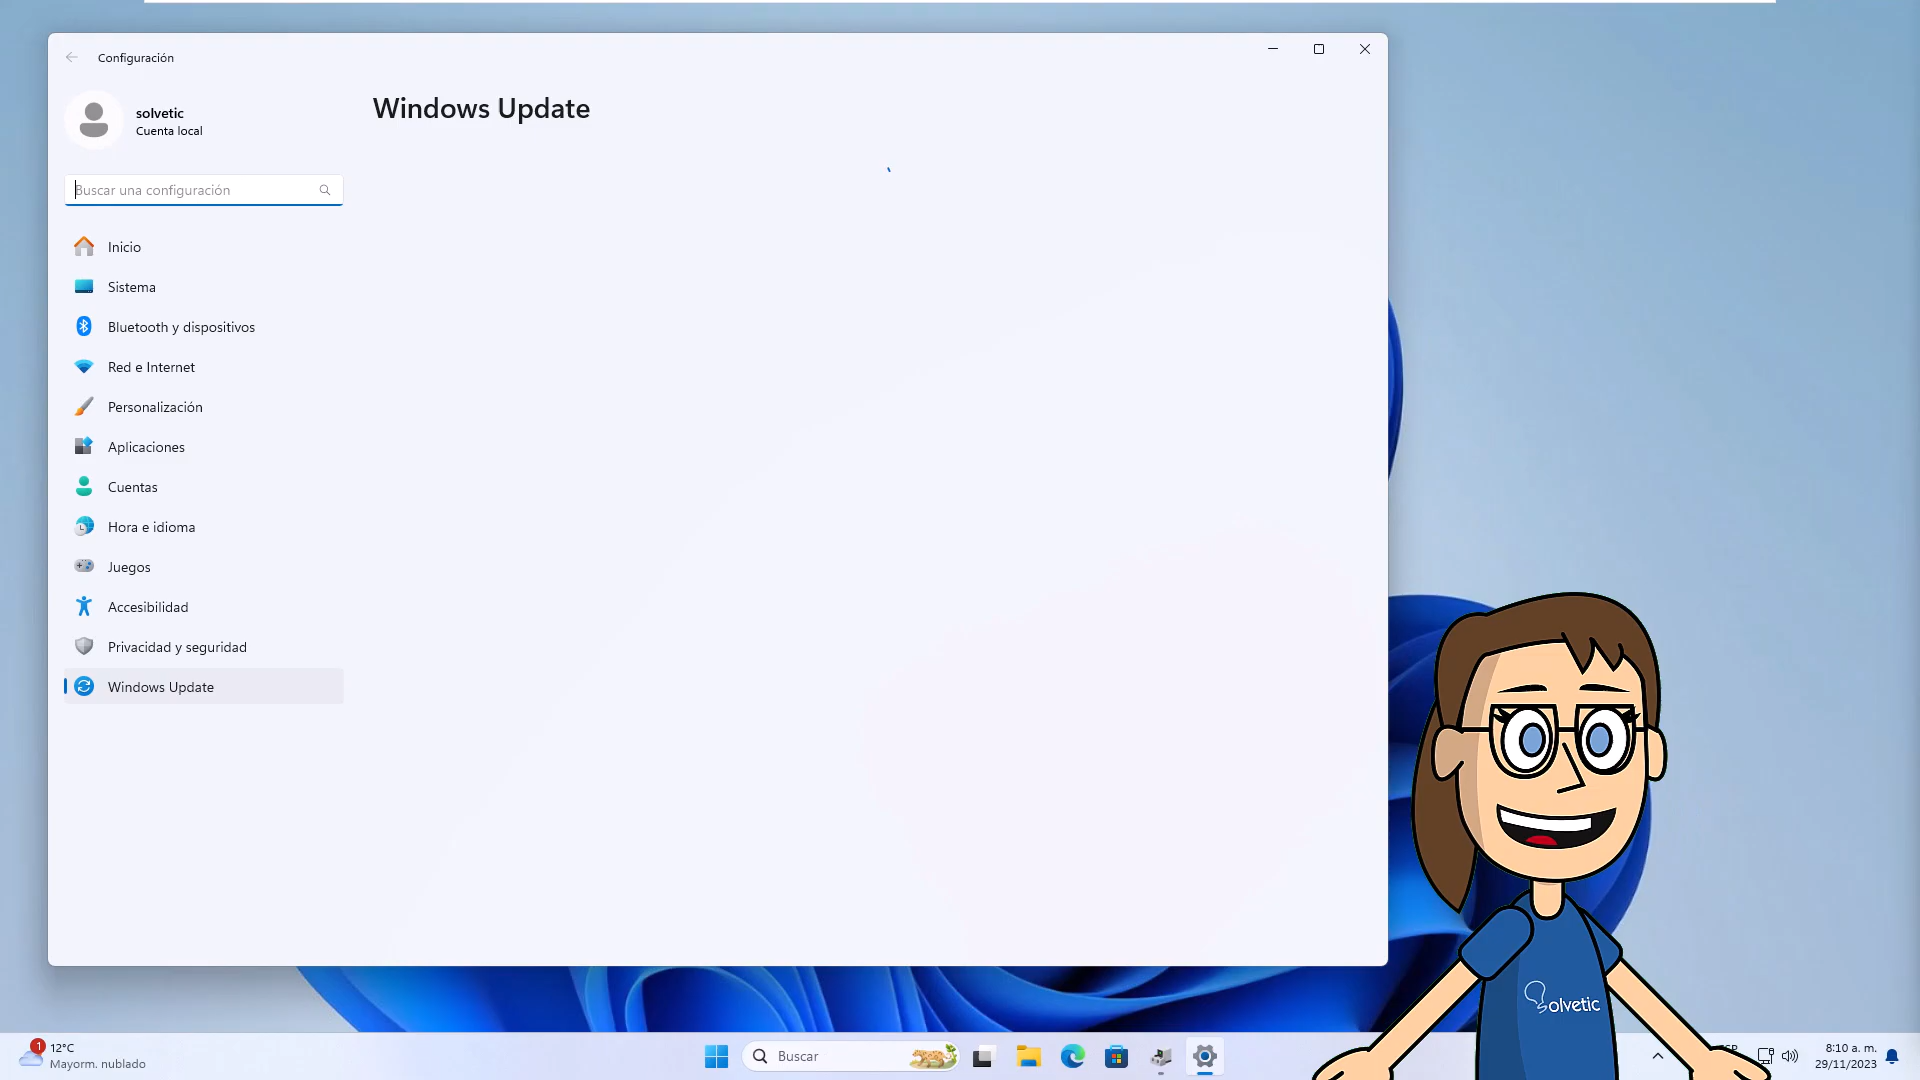 Configuración
solvetic
Cuenta local
Windows Update
Buscar una configuración
Inicio
Sistema
Bluetooth y dispositivos
Red e Internet
Personalización
Aplicaciones
Cuentas
Hora e idioma
Juegos
Accesibilidad
Privacidad y seguridad
Windows Update
Solvetic
1
12°C
Mayorm. nublado
Buscar
8:10 a. m.
29/11/2023